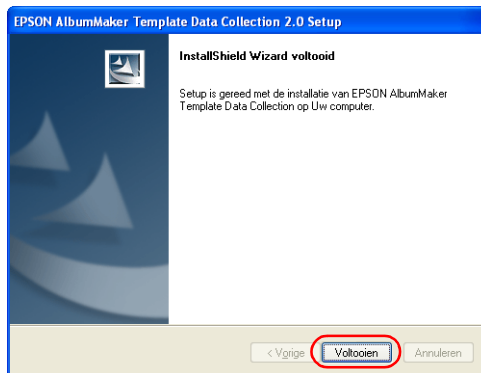 EPSON AlbumMaker Template Data Collection 2.0 Setup
InstallShield Wizard voltooid
Setup is gereed met de installatie van EPSON AlbumMaker
Template Data Collection op Uw computer.
< Vorige Voltooien Annuleren